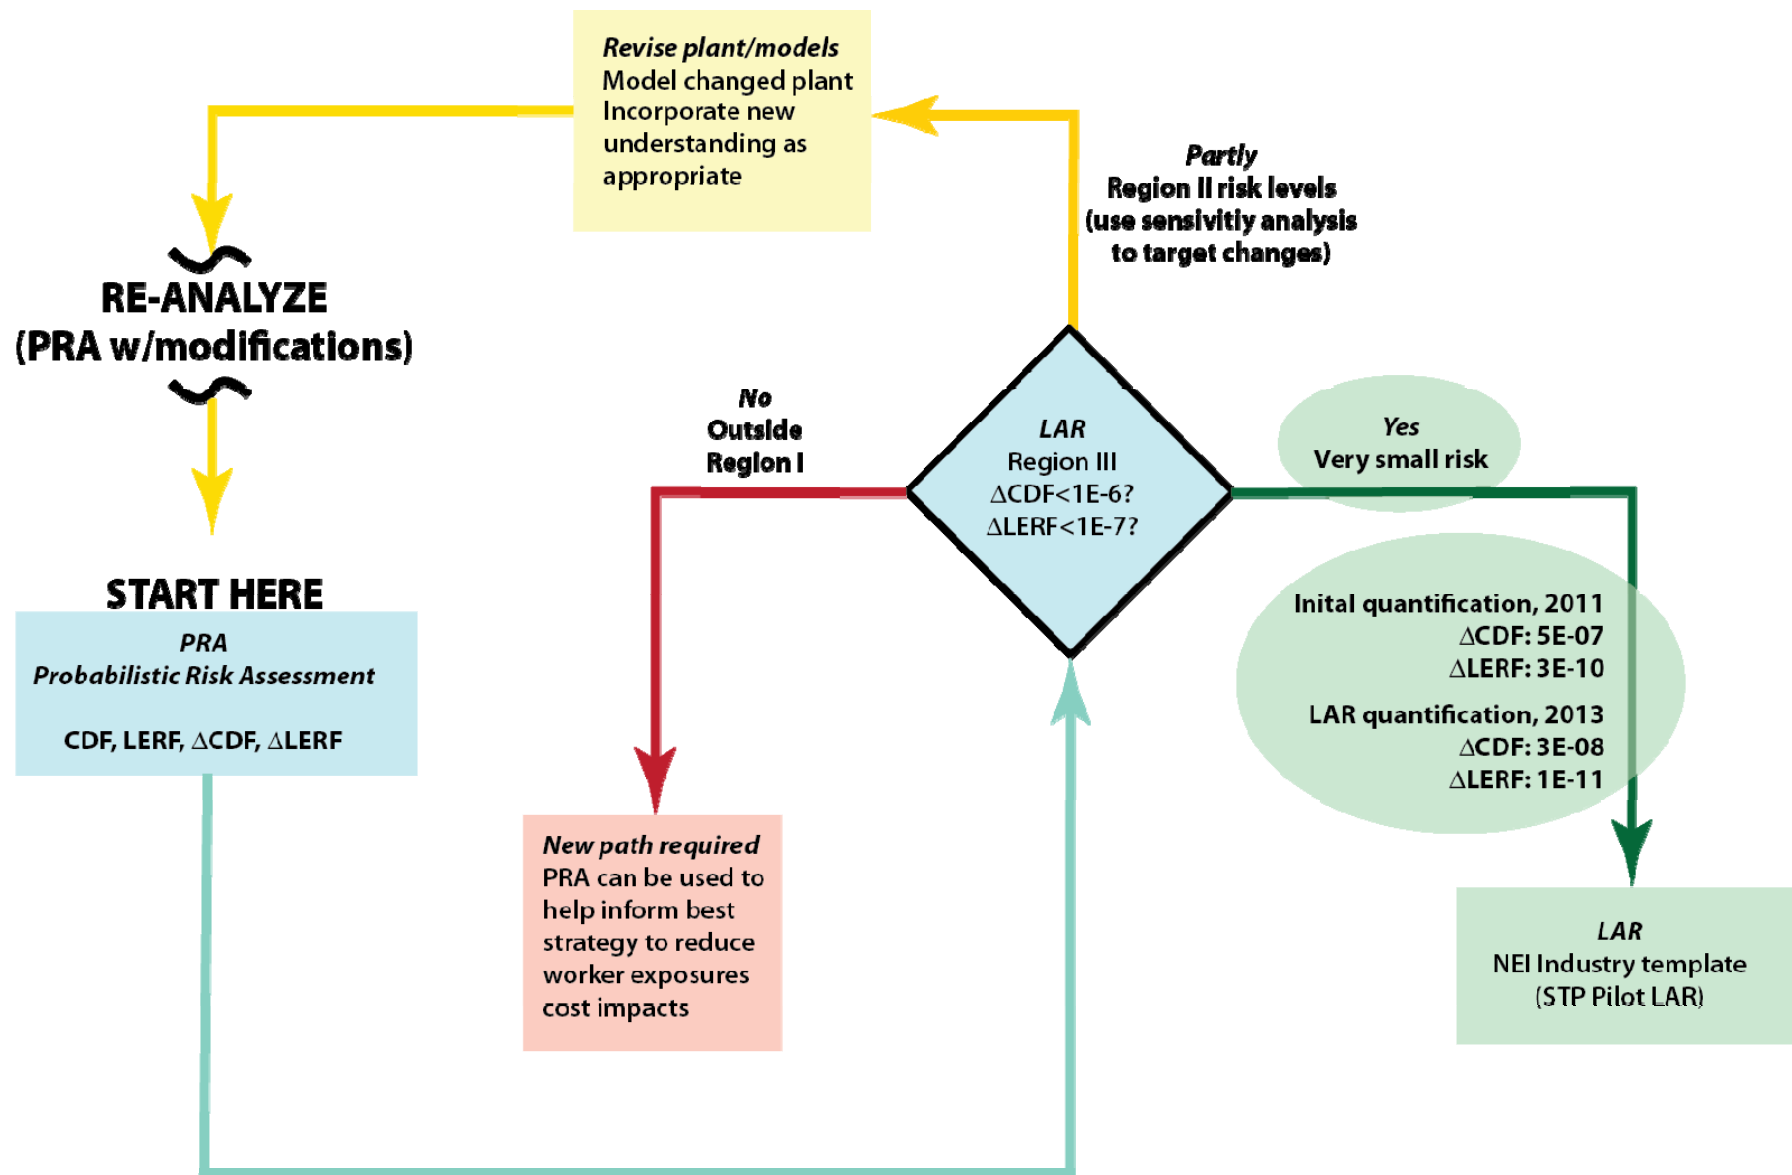 Revise plant/models
Model changed plant
Incorporate new
understanding as
appropriate
Partly
Region II risk levels
(use sensivitiy analysis
to target changes)
RE-ANALYZE
(PRA w/modifications)
No
Outside
Region I
LAR
Region III
ΔCDF<1E-6?
ΔLERF<1E-7?
Yes
Very small risk
START HERE
PRA
Probabilistic Risk Assessment
CDF, LERF, ΔCDF, ΔLERF
Inital quantification, 2011
ΔCDF: 5E-07
ΔLERF: 3E-10
LAR quantification, 2013
ΔCDF: 3E-08
ΔLERF: 1E-11
New path required
PRA can be used to
help inform best
strategy to reduce
worker exposures
cost impacts
LAR
NEI Industry template
(STP Pilot LAR)